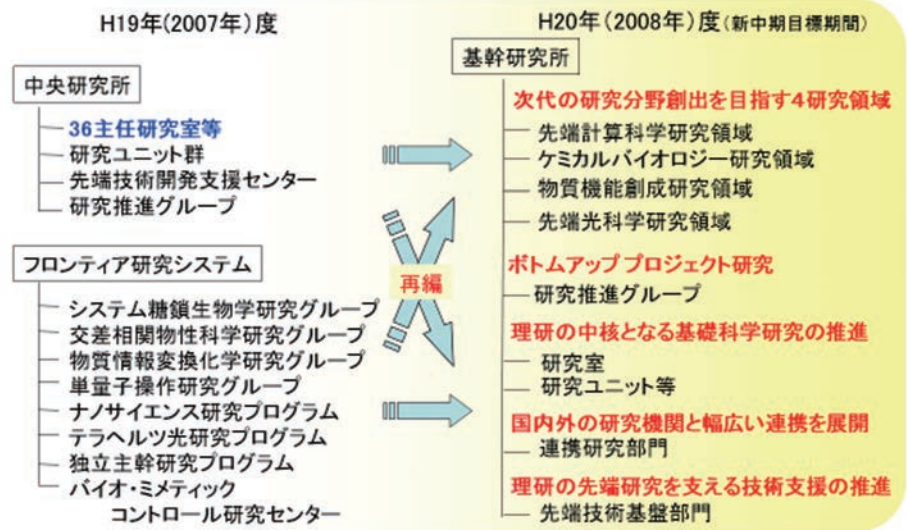 H19年(2007年)度
中央研究所
36主任研究室等
研究ユニット群
先端技術開発支援センター
研究推進グループ
フロンティア研究システム
システム糖鎖生物学研究グループ
交差相関物性科学研究グループ
物質情報変換化学研究グループ
単量子操作研究グループ
ナノサイエンス研究プログラム
テラヘルツ光研究プログラム
独立主幹研究プログラム
バイオ・ミメティック
コントロール研究センター
再編
H20年(2008年)度(新中期目標期間)
基幹研究所
次代の研究分野創出を目指す4研究領域
先端計算科学研究領域
ケミカルバイオロジー研究領域
物質機能創成研究領域
先端光科学研究領域
ボトムアップ プロジェクト研究
研究推進グループ
理研の中核となる基礎科学研究の推進
研究室
研究ユニット等
国内外の研究機関と幅広い連携を展開
連携研究部門
理研の先端研究を支える技術支援の推進
先端技術基盤部門